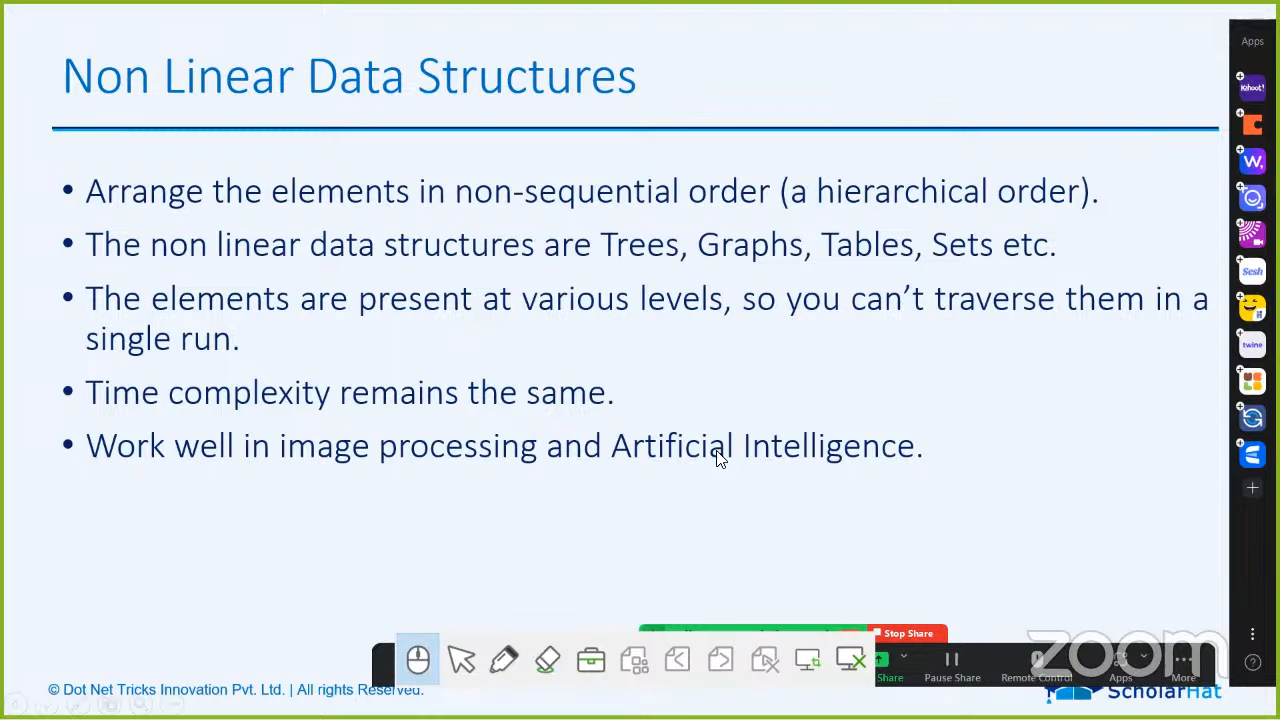 Non Linear Data Structures
• Arrange the elements in non-sequential order (a hierarchical order).
• The non linear data structures are Trees, Graphs, Tables, Sets etc.
• The elements are present at various levels, so you can’t traverse them in a
single run.
• Time complexity remains the same.
• Work well in image processing and Artificial Intelligence.
Apps
Kahoot!
W,
Sesh
twine
Stop Share
Share
Pause Share
Remote Control
Apps
More
zoom
© Dot Net Tricks Innovation Pvt. Ltd. | All rights Reserved.
ScholarHat